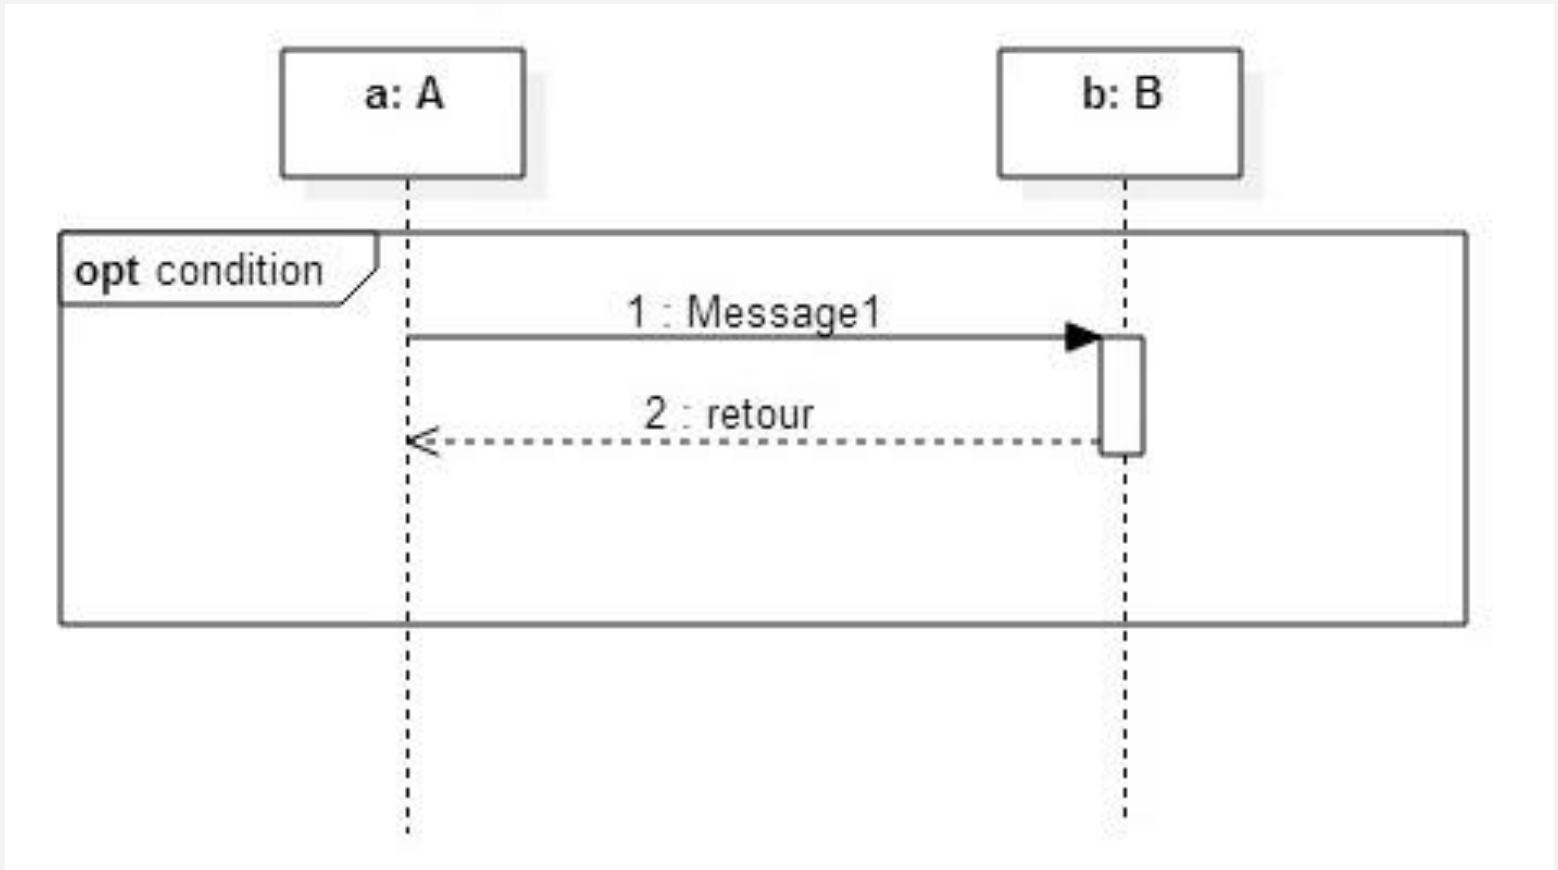 a: A
b: B
opt condition
1 : Message1
2 : retour